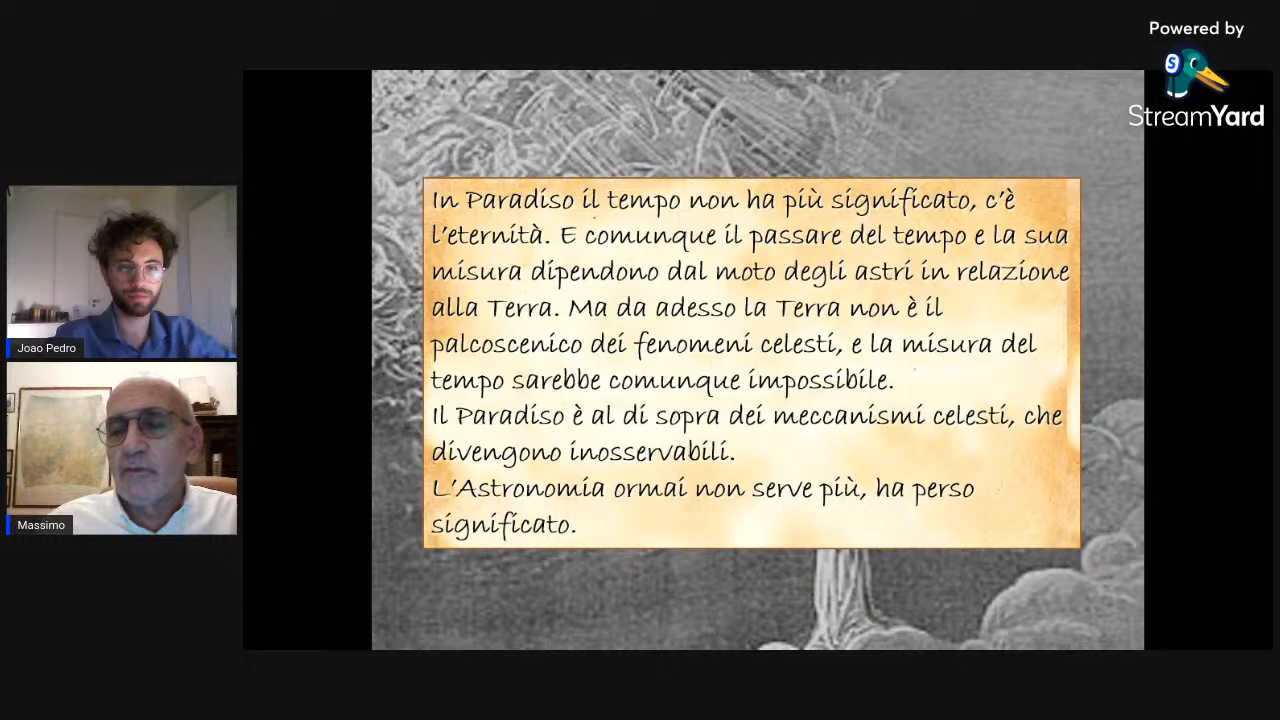 Powered by
StreamYard
In Paradiso il tempo non ha più significato, c'è
l'eternità. E comunque il passare del tempo e la sua
misura dipendono dal moto degli astri in relazione
alla Terra. Ma da adesso la Terra non è il
palcoscenico dei fenomeni celesti, e la misura del
tempo sarebbe comunque impossibile.
Il Paradiso è al di sopra dei meccanismi celesti, che
divengono inosservabili.
L'Astronomia ormai non serve più, ha perso
significato.
Joao Pedro
Massimo